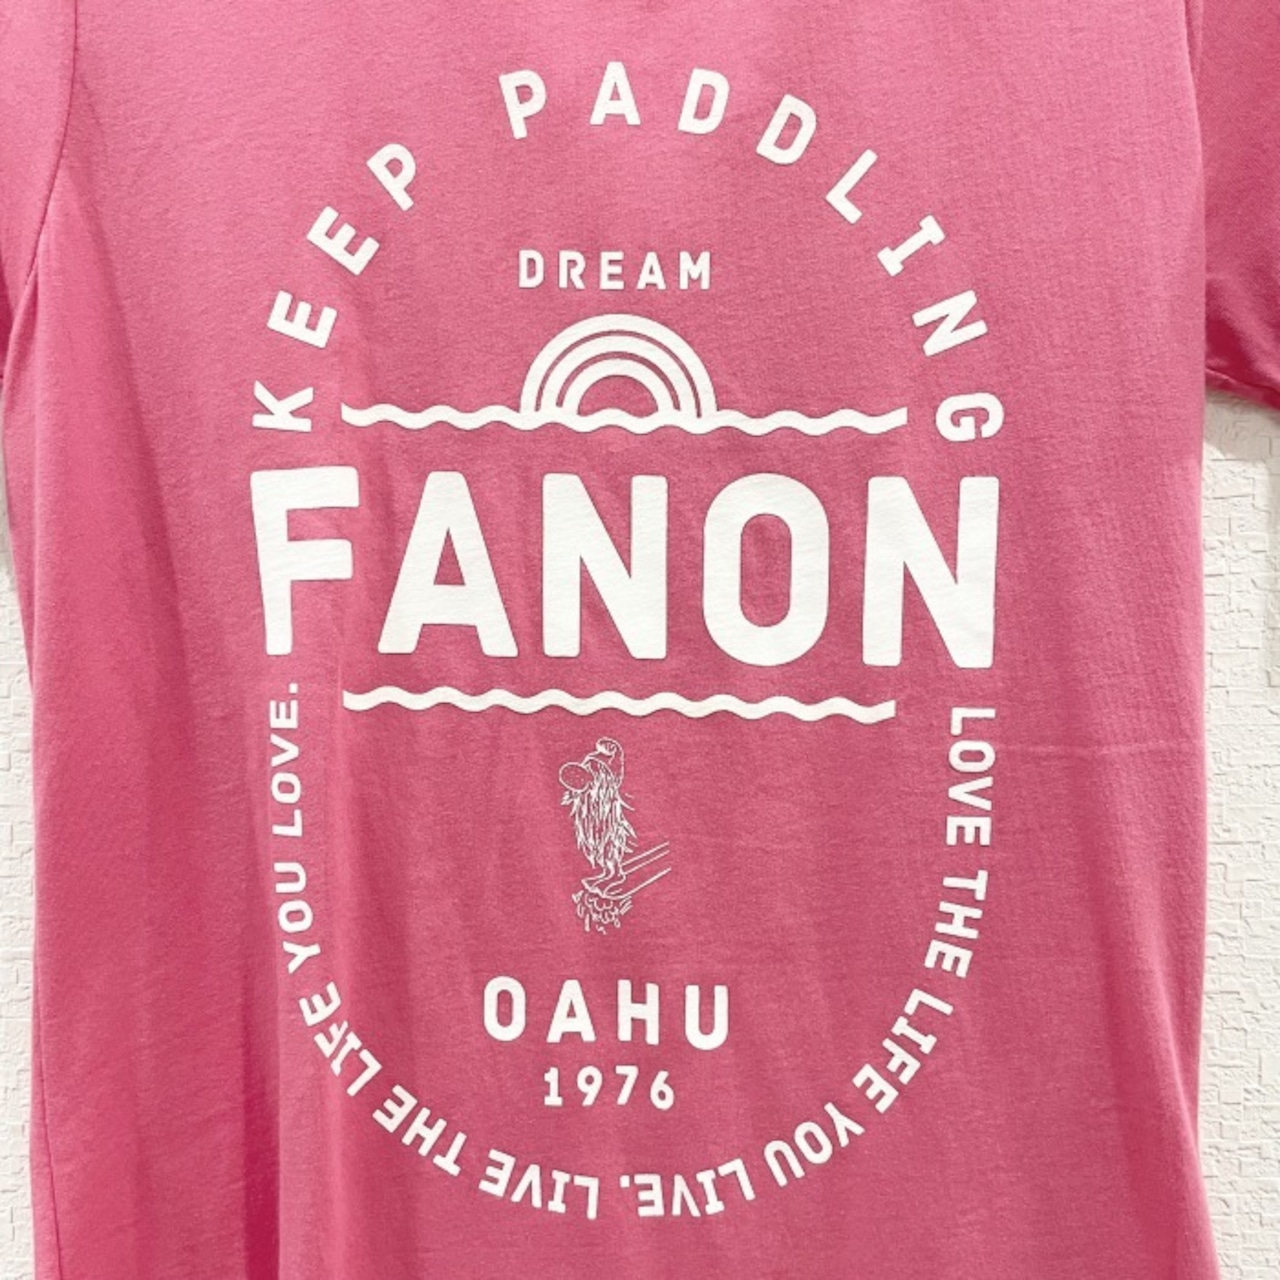 KEEP PADDLING
DREAM
FANON
OAHU
1976
LOVE THE LIFE YOU LIVE. LIVE THE LIFE YOU LOVE.